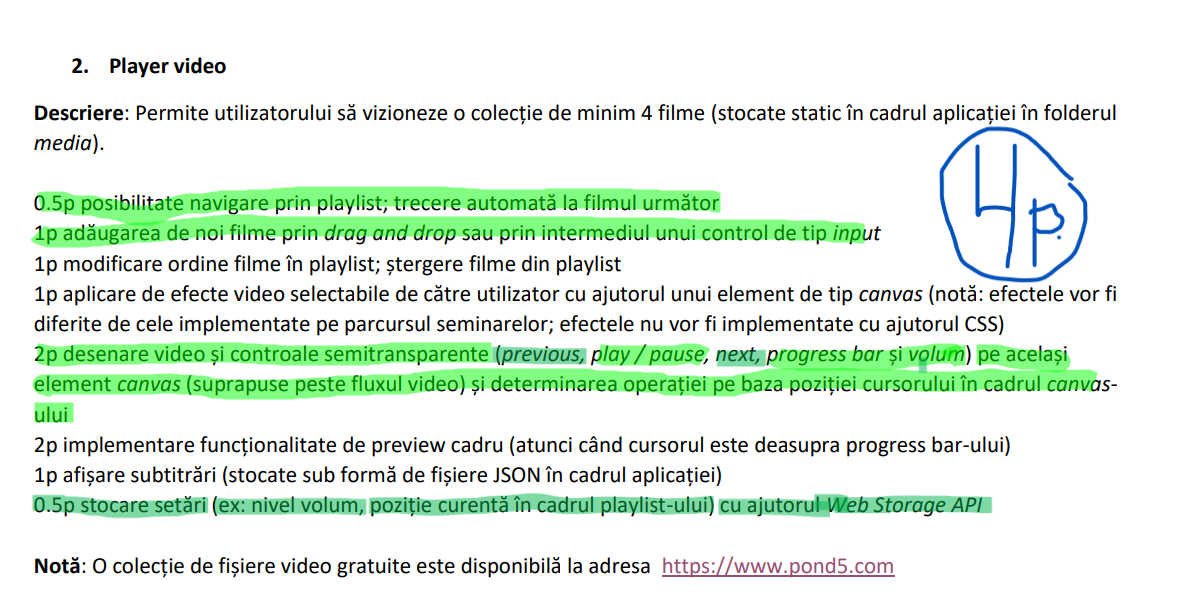 2. Player video
Descriere: Permite utilizatorului să vizioneze o colecție de minim 4 filme (stocate static în cadrul aplicației în folderul
media).
0.5p posibilitate navigare prin playlist; trecere automată la filmul următor
1p adăugarea de noi filme prin drag and drop sau prin intermediul unui control de tip input
4p.
1p modificare ordine filme în playlist; ștergere filme din playlist
1p aplicare de efecte video selectabile de către utilizator cu ajutorul unui element de tip canvas (notă: efectele vor fi
diferite de cele implementate pe parcursul seminarelor; efectele nu vor fi implementate cu ajutorul CSS)
2p desenare video și controale semitransparente (previous, play / pause, next, progress bar și volum) pe același
element canvas (suprapuse peste fluxul video) și determinarea operației pe baza poziției cursorului în cadrul canvas-
ului
2p implementare funcționalitate de preview cadru (atunci când cursorul este deasupra progress bar-ului)
1p afișare subtitrări (stocate sub formă de fișiere JSON în cadrul aplicației)
0.5p stocare setări (ex: nivel volum, poziție curentă în cadrul playlist-ului) cu ajutorul Web Storage API
Notă: O colecție de fișiere video gratuite este disponibilă la adresa https://www.pond5.com